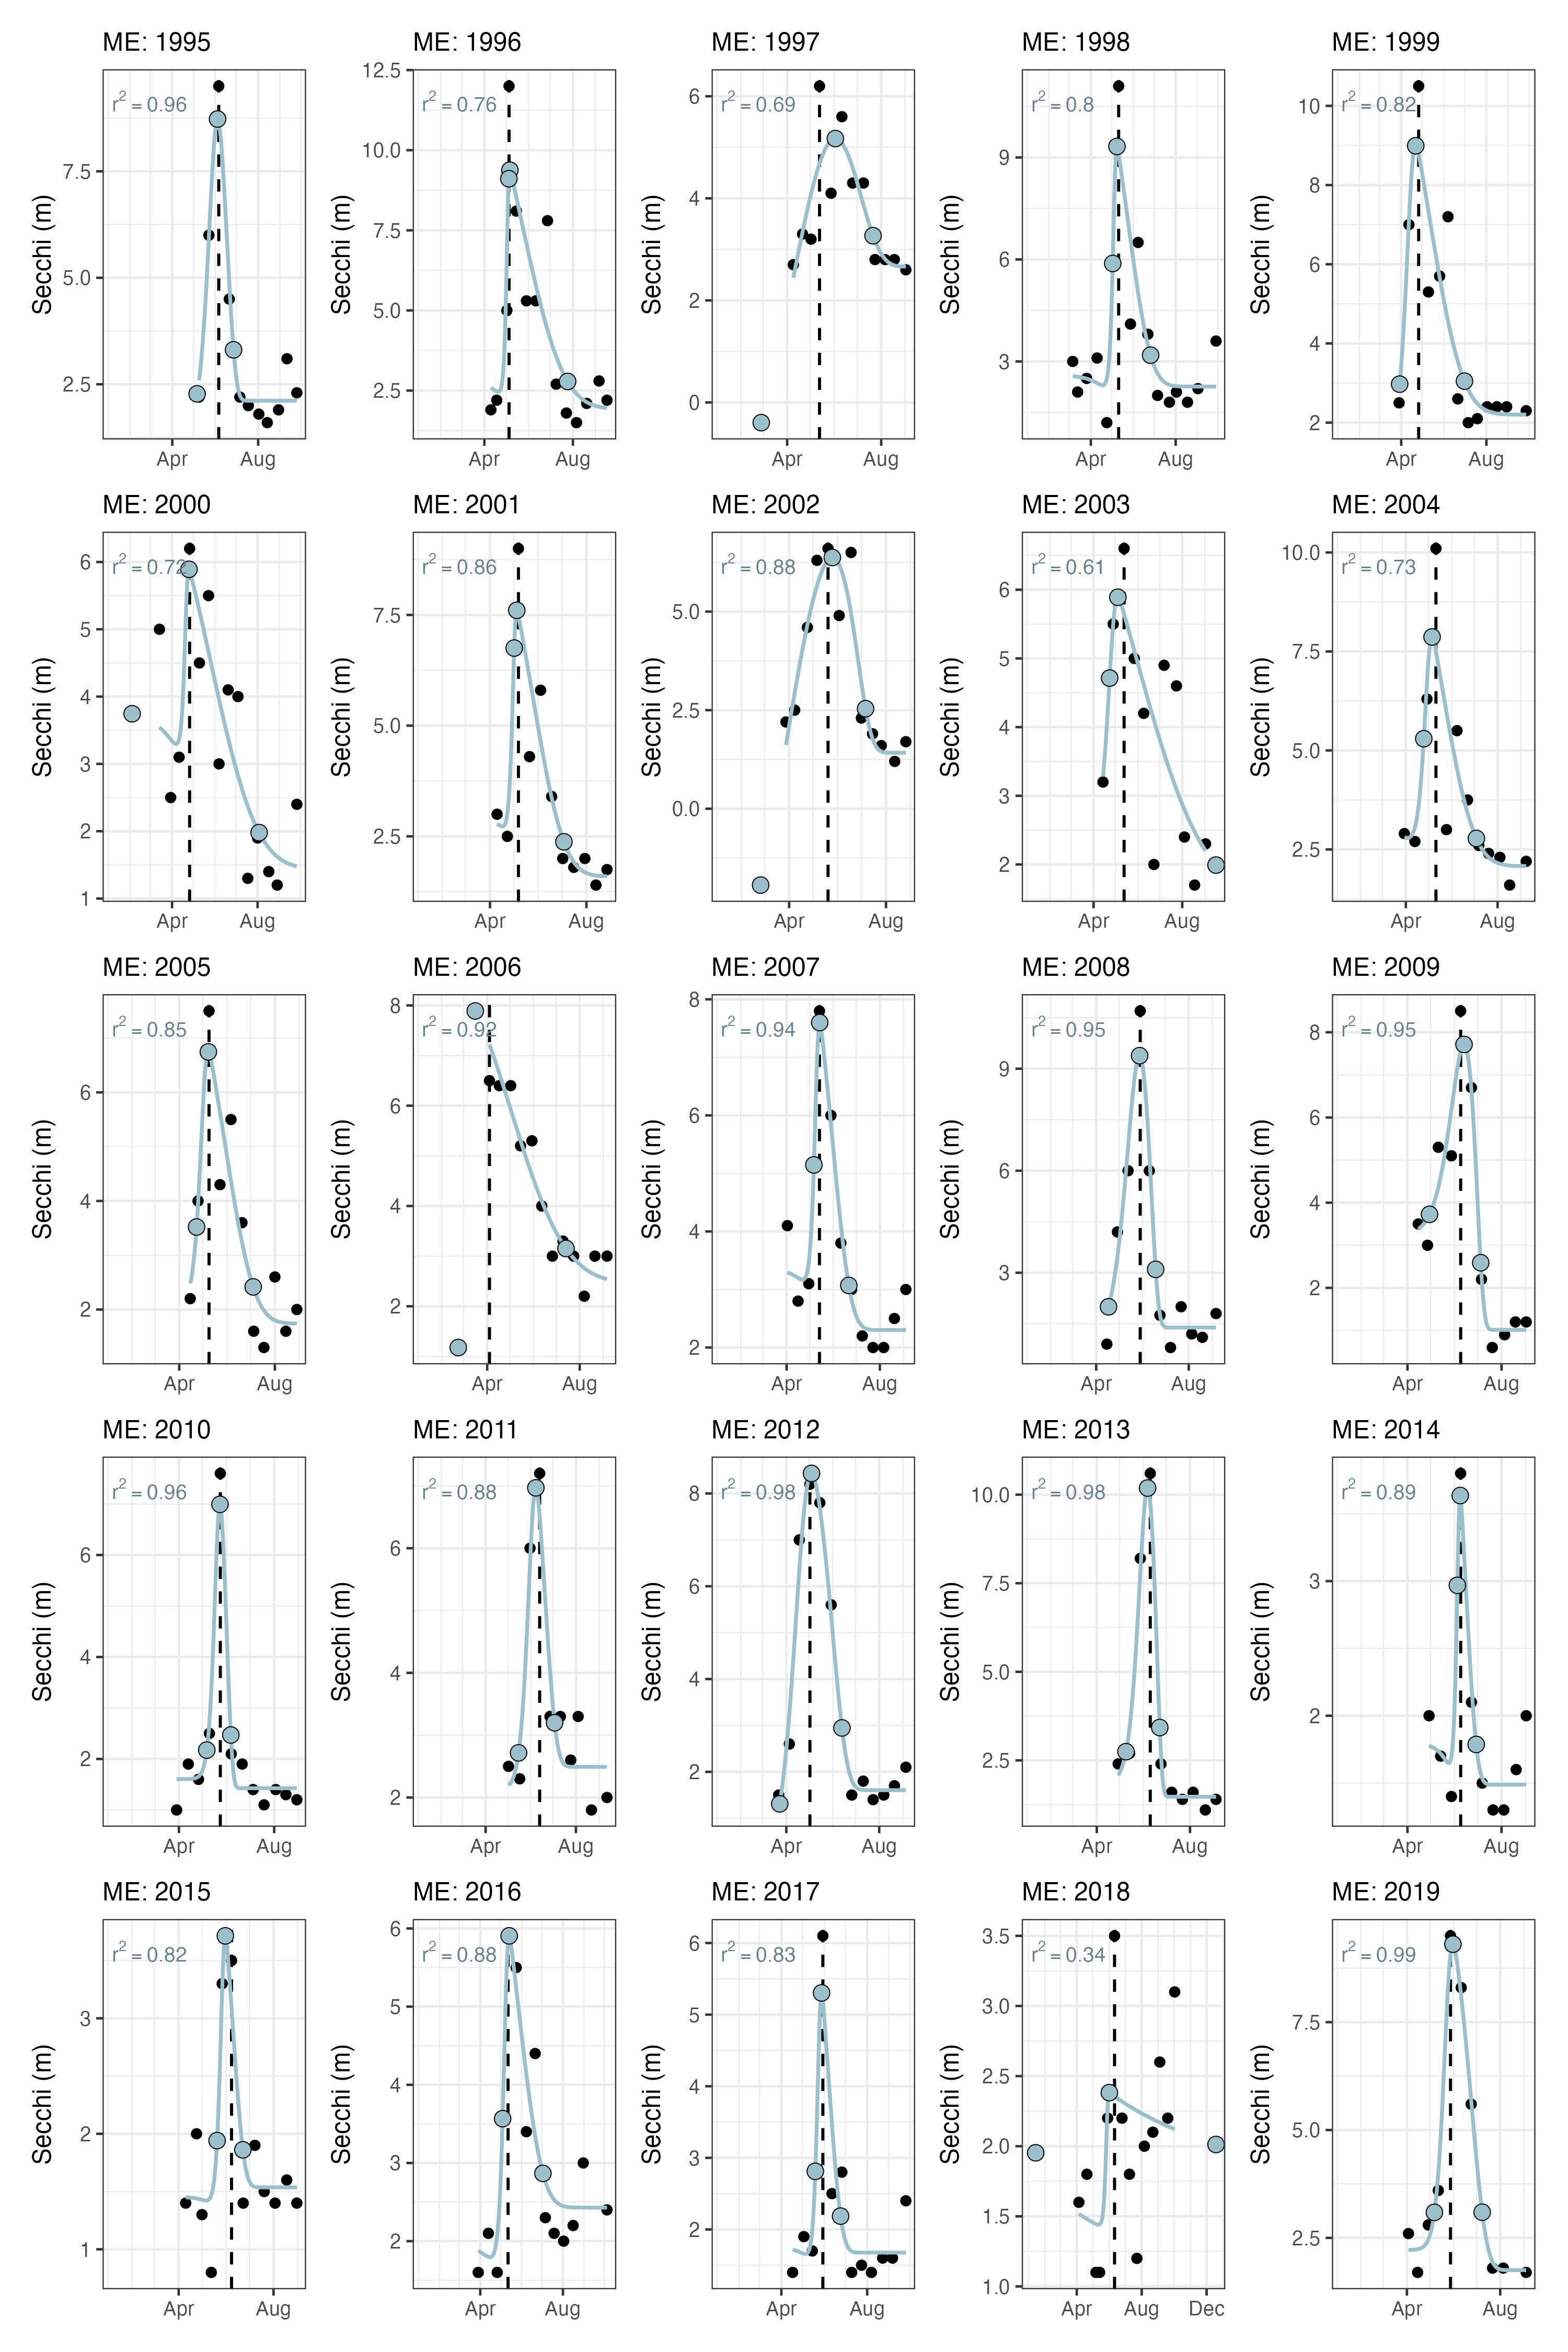 ME: 1995
r² = 0.96
Secchi (m)
7.5
5.0
2.5
Apr Aug
ME: 1996
r² = 0.76
Secchi (m)
12.5
10.0
7.5
5.0
2.5
Apr Aug
ME: 1997
r² = 0.69
Secchi (m)
6
4
2
0
Apr Aug
ME: 1998
r² = 0.8
Secchi (m)
9
6
3
Apr Aug
ME: 1999
r² = 0.82
Secchi (m)
10
8
6
4
2
Apr Aug
ME: 2000
r² = 0.72
Secchi (m)
6
5
4
3
2
1
Apr Aug
ME: 2001
r² = 0.86
Secchi (m)
7.5
5.0
2.5
Apr Aug
ME: 2002
r² = 0.88
Secchi (m)
5.0
2.5
0.0
Apr Aug
ME: 2003
r² = 0.61
Secchi (m)
6
5
4
3
2
Apr Aug
ME: 2004
r² = 0.73
Secchi (m)
10.0
7.5
5.0
2.5
Apr Aug
ME: 2005
r² = 0.85
Secchi (m)
6
4
2
Apr Aug
ME: 2006
r² = 0.92
Secchi (m)
8
6
4
2
Apr Aug
ME: 2007
r² = 0.94
Secchi (m)
8
6
4
2
Apr Aug
ME: 2008
r² = 0.95
Secchi (m)
9
6
3
Apr Aug
ME: 2009
r² = 0.95
Secchi (m)
8
6
4
2
Apr Aug
ME: 2010
r² = 0.96
Secchi (m)
6
4
2
Apr Aug
ME: 2011
r² = 0.88
Secchi (m)
6
4
2
Apr Aug
ME: 2012
r² = 0.98
Secchi (m)
8
6
4
2
Apr Aug
ME: 2013
r² = 0.98
Secchi (m)
10.0
7.5
5.0
2.5
Apr Aug
ME: 2014
r² = 0.89
Secchi (m)
3
2
Apr Aug
ME: 2015
r² = 0.82
Secchi (m)
3
2
1
Apr Aug
ME: 2016
r² = 0.88
Secchi (m)
6
5
4
3
2
Apr Aug
ME: 2017
r² = 0.83
Secchi (m)
6
5
4
3
2
Apr Aug
ME: 2018
r² = 0.34
Secchi (m)
3.5
3.0
2.5
2.0
1.5
1.0
Apr Aug Dec
ME: 2019
r² = 0.99
Secchi (m)
7.5
5.0
2.5
Apr Aug